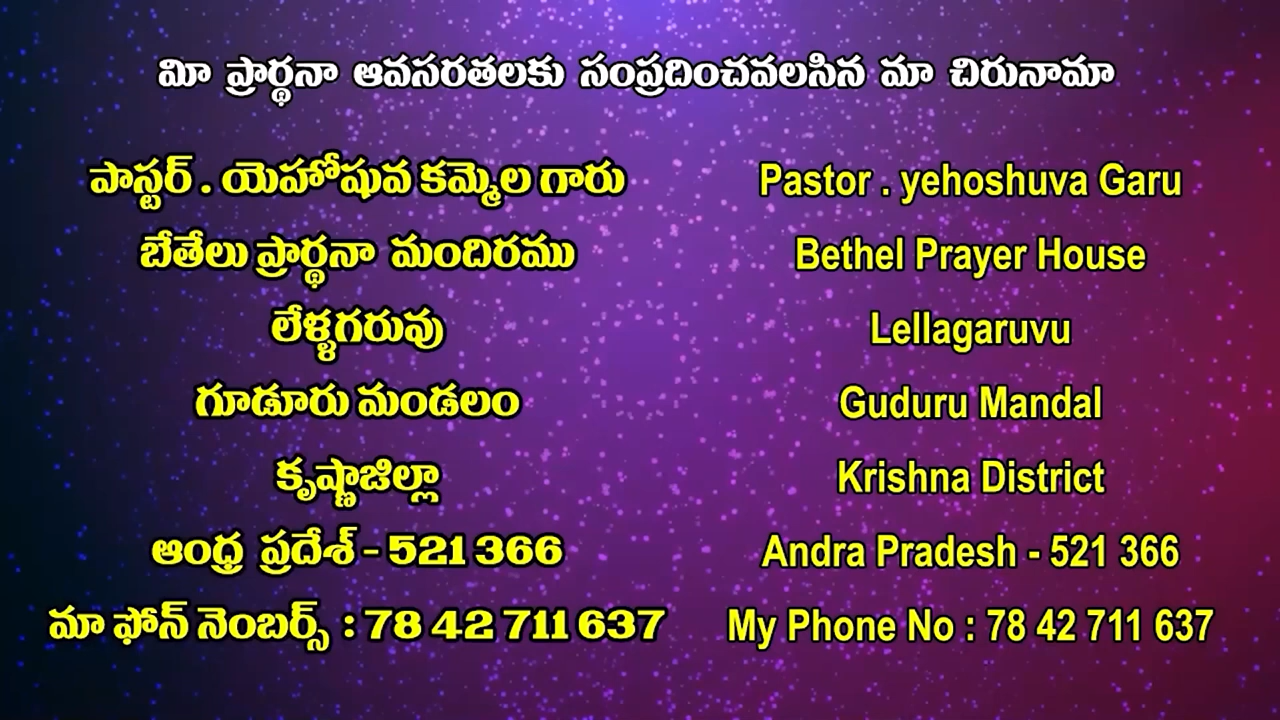 మీ ప్రార్థనా ఆవసరతలకు సంప్రదించవలసిన మా చిరునామా
పాస్టర్ . యెహోషువ కమ్మెల గారు
Pastor . yehoshuva Garu
బేతేలు ప్రార్థనా మందిరము
Bethel Prayer House
లేళ్ళగరువు
Lellagaruvu
గూడూరు మండలం
Guduru Mandal
కృష్ణాజిల్లా
Krishna District
ఆంధ్ర ప్రదేశ్ - 521 366
Andra Pradesh - 521 366
మా ఫోన్ నెంబర్స్ : 78 42 711 637
My Phone No : 78 42 711 637